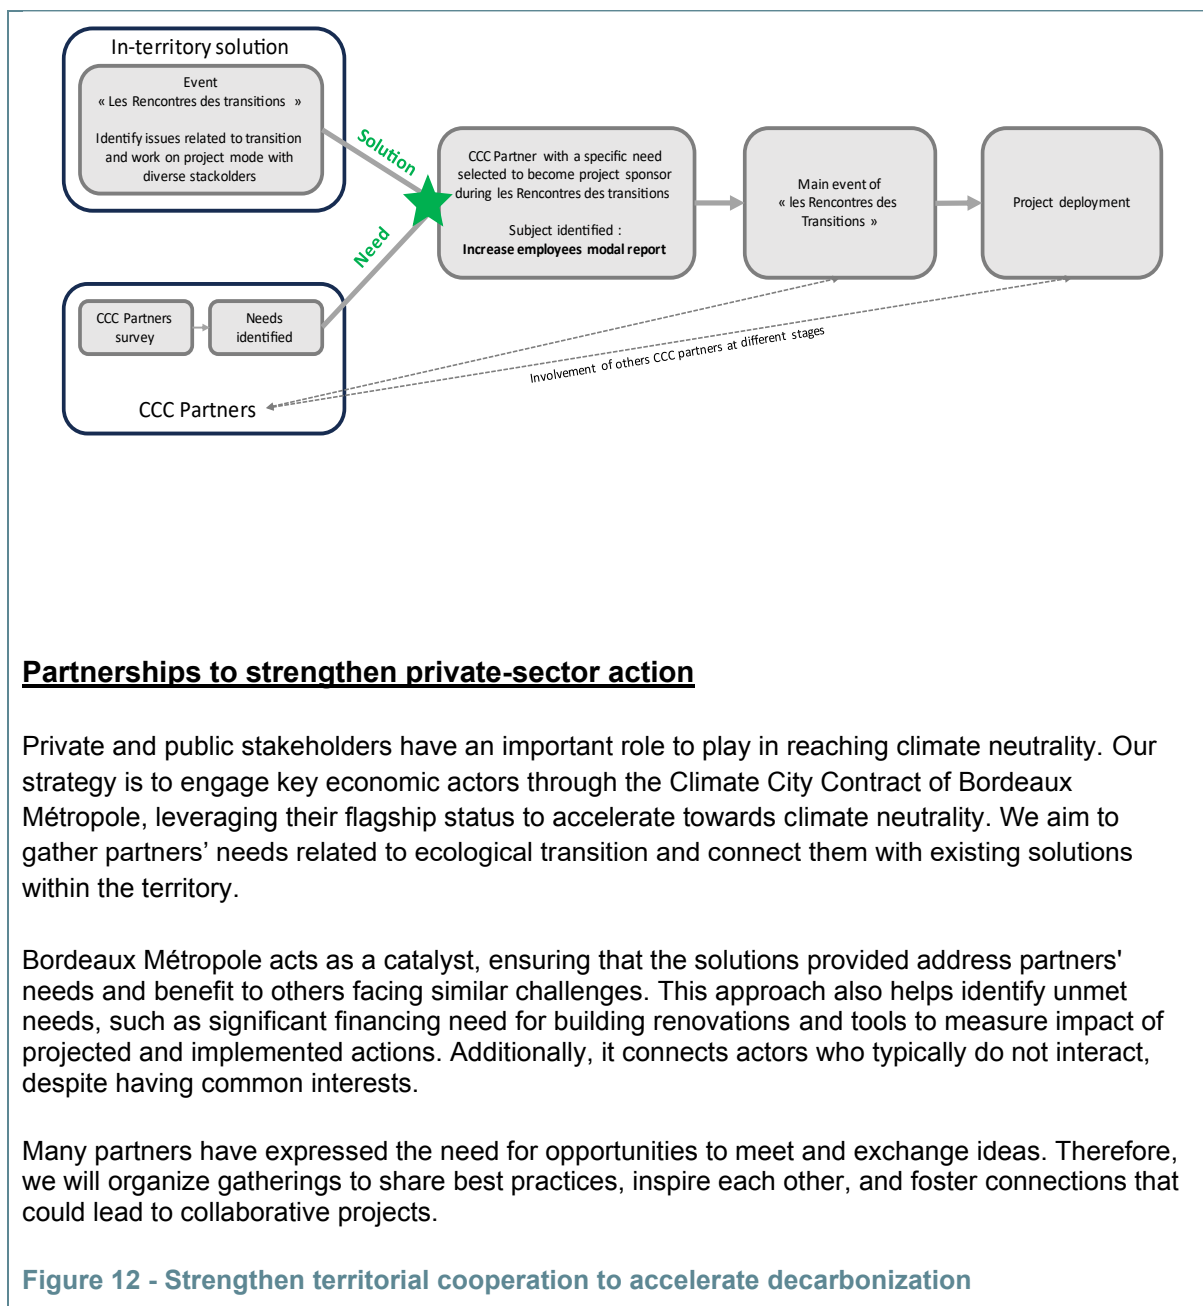 In-territory solution
Event
« Les Rencontres des transitions »
Identify issues related to transition
and work on project mode with
diverse stackolders
Solution
Need
CCC Partners
survey
Needs
identified
CCC Partners
CCC Partner with a specific need
selected to become project sponsor
during les Rencontres des transitions
Subject identified :
Increase employees modal report
Main event of
« les Rencontres des
Transitions »
Project deployment
Involvement of others CCC partners at different stages
Partnerships to strengthen private-sector action
Private and public stakeholders have an important role to play in reaching climate neutrality. Our
strategy is to engage key economic actors through the Climate City Contract of Bordeaux
Métropole, leveraging their flagship status to accelerate towards climate neutrality. We aim to
gather partners’ needs related to ecological transition and connect them with existing solutions
within the territory.
Bordeaux Métropole acts as a catalyst, ensuring that the solutions provided address partners'
needs and benefit to others facing similar challenges. This approach also helps identify unmet
needs, such as significant financing need for building renovations and tools to measure impact of
projected and implemented actions. Additionally, it connects actors who typically do not interact,
despite having common interests.
Many partners have expressed the need for opportunities to meet and exchange ideas. Therefore,
we will organize gatherings to share best practices, inspire each other, and foster connections that
could lead to collaborative projects.
Figure 12 - Strengthen territorial cooperation to accelerate decarbonization